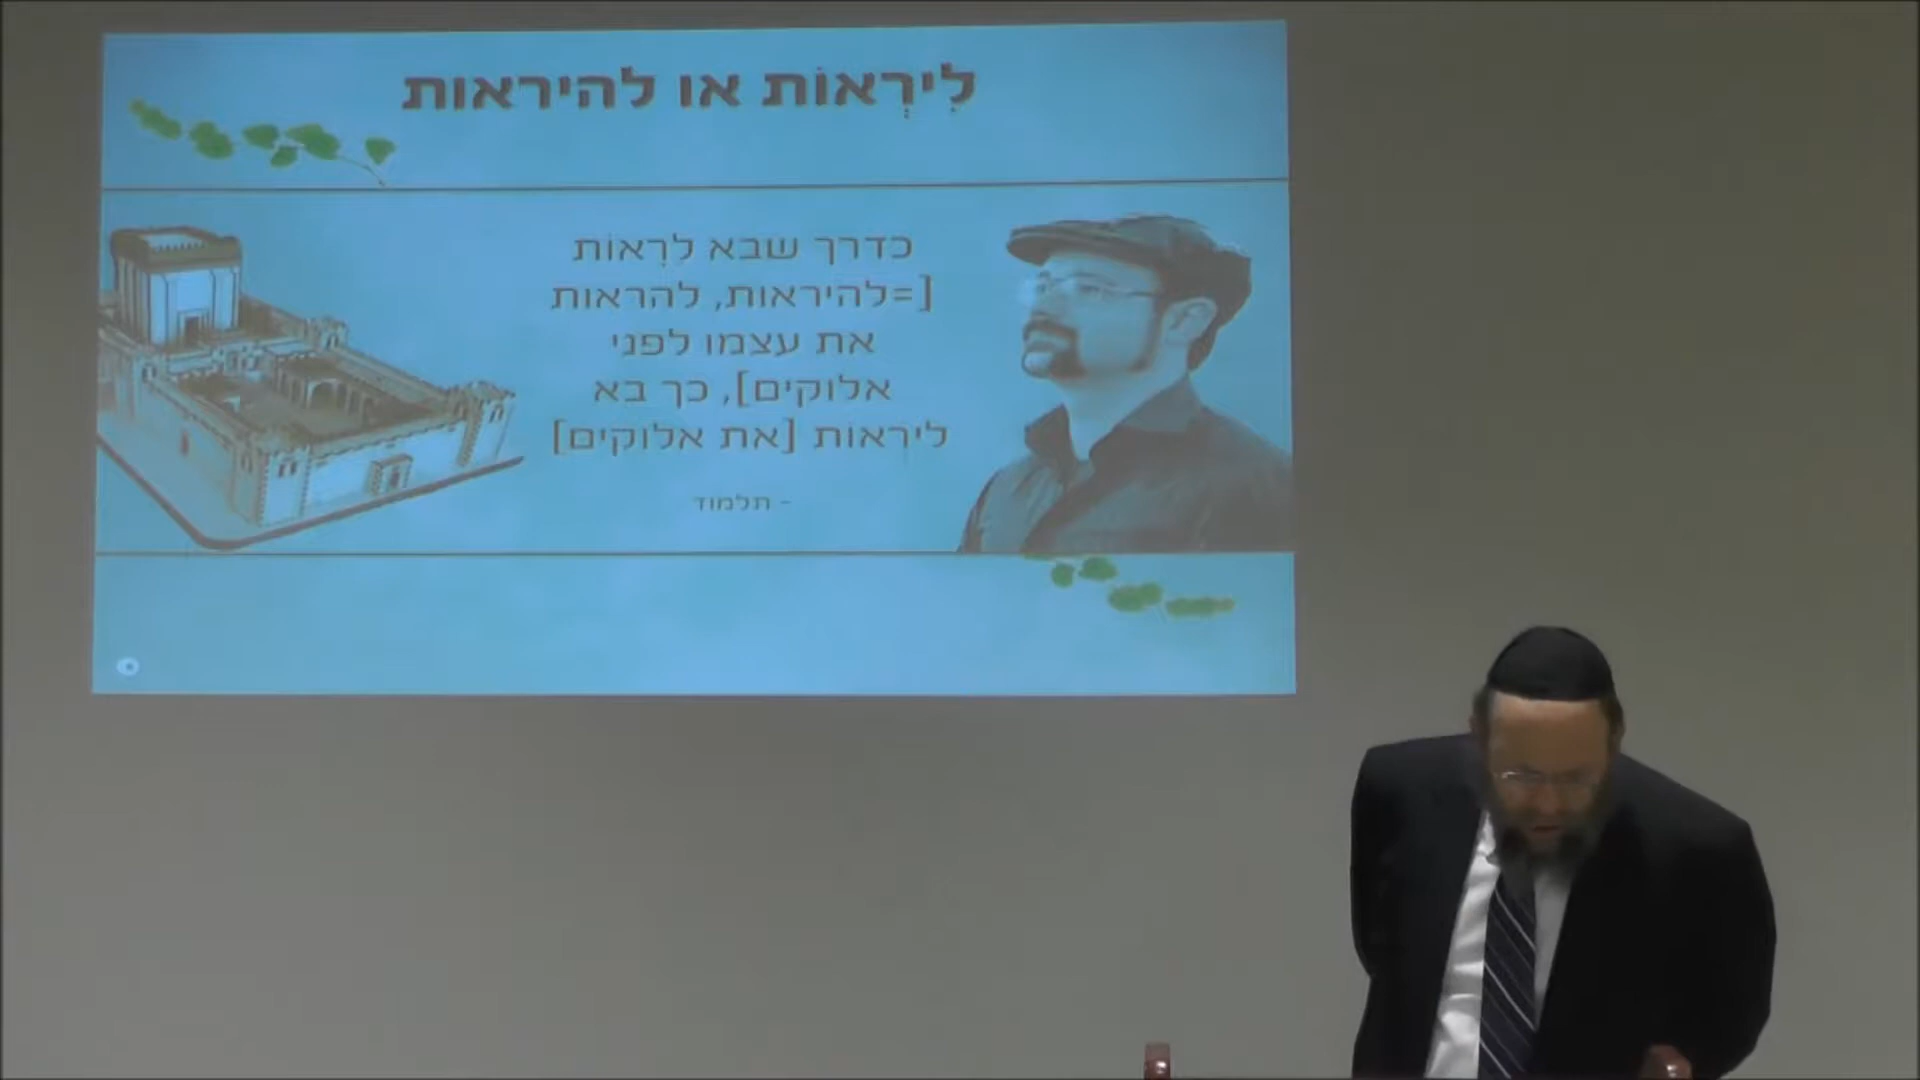 לִירְאוֹת או להיראות
כדרך שבא לרְאוֹת
[=להיראות, להראות
את עצמו לפני
אלוקים], כך בא
ליראות [את אלוקים]
- תלמוד